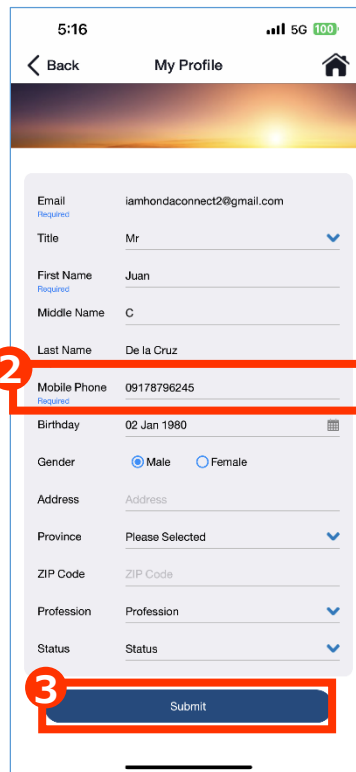 5:16 5G 100
Back My Profile
Email iamhondaconnect2@gmail.com
Required
Title Mr
First Name Juan
Required
Middle Name C
Last Name De la Cruz
2
Mobile Phone 09178796245
Required
Birthday 02 Jan 1980
Gender Male Female
Address Address
Province Please Selected
ZIP Code ZIP Code
Profession Profession
Status Status
3
Submit